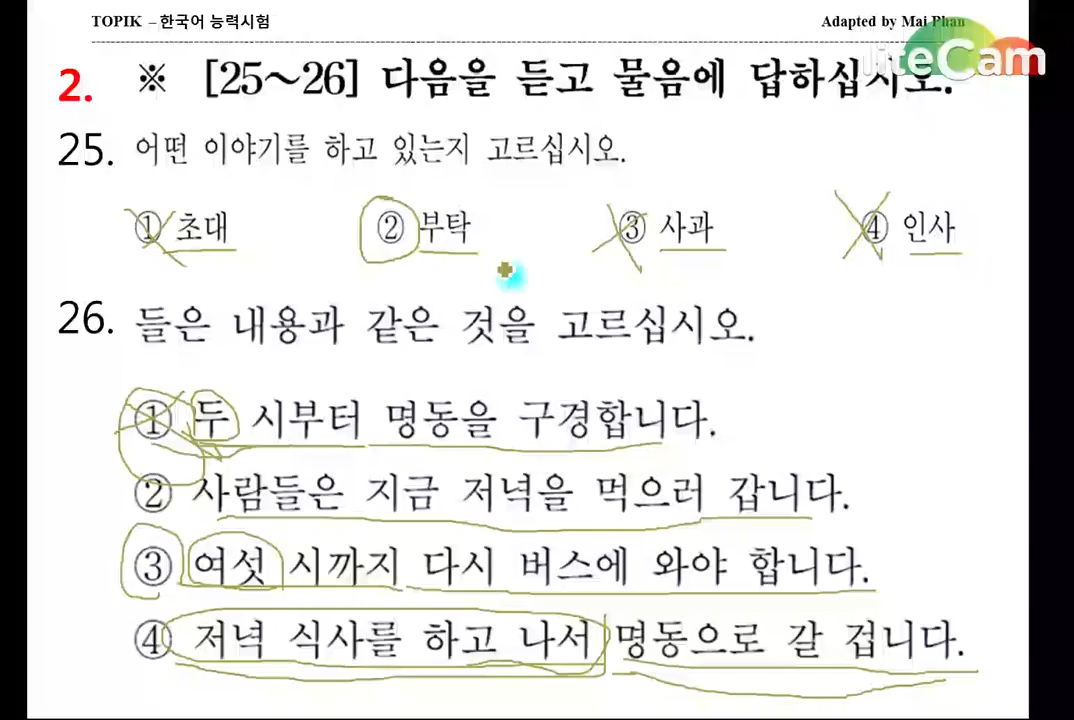 TOPIK – 한국어 능력시험 Adapted by Mai Phan
liteCam
2. ※ [25～26] 다음을 듣고 물음에 답하십시오.
25. 어떤 이야기를 하고 있는지 고르십시오.
① 초대 ② 부탁 ③ 사과 ④ 인사
26. 들은 내용과 같은 것을 고르십시오.
① 두 시부터 명동을 구경합니다.
② 사람들은 지금 저녁을 먹으러 갑니다.
③ 여섯 시까지 다시 버스에 와야 합니다.
④ 저녁 식사를 하고 나서 명동으로 갈 겁니다.